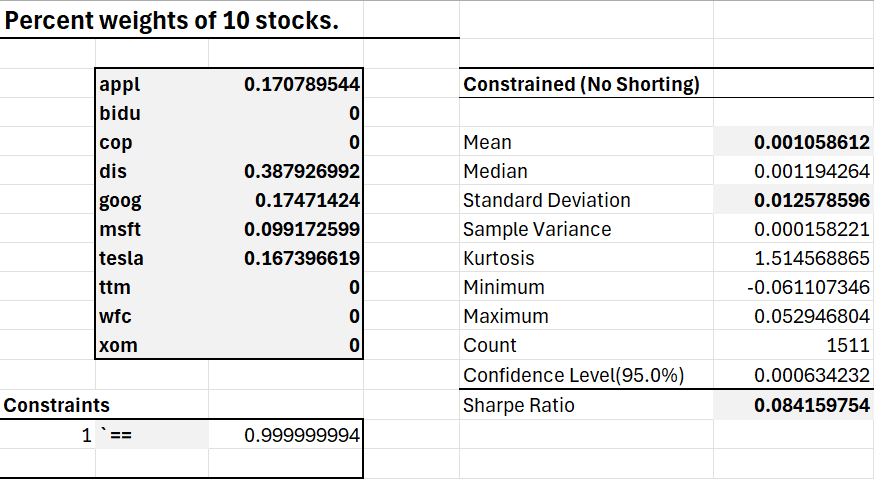 Percent weights of 10 stocks.
appl 0.170789544 Constrained (No Shorting)
bidu 0
cop 0 Mean 0.001058612
dis 0.387926992 Median 0.001194264
goog 0.17471424 Standard Deviation 0.012578596
msft 0.099172599 Sample Variance 0.000158221
tesla 0.167396619 Kurtosis 1.514568865
ttm 0 Minimum -0.061107346
wfc 0 Maximum 0.052946804
xom 0 Count 1511
Confidence Level(95.0%) 0.000634232
Constraints Sharpe Ratio 0.084159754
1 `== 0.999999994